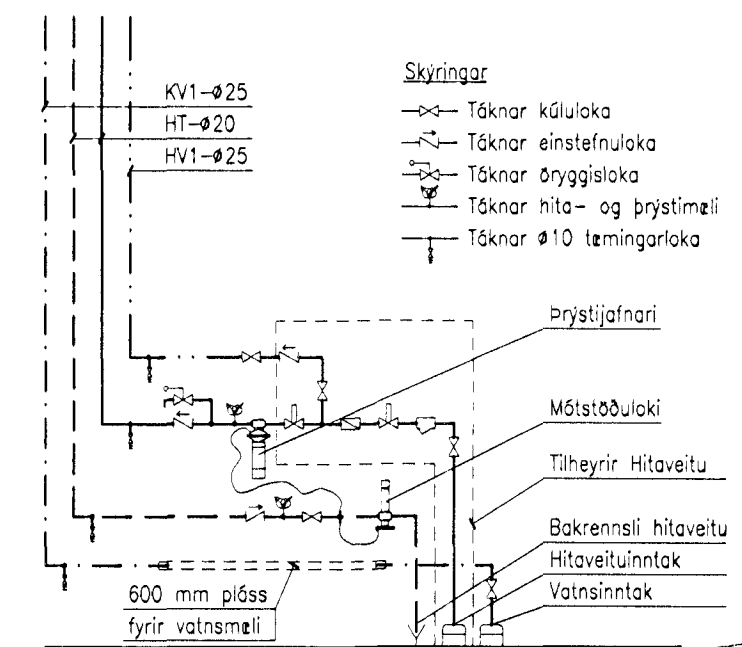 Skýringar
KV1-ø25
HT-ø20
HV1-ø25
Táknar kúluloka
Táknar einstefnuloka
Táknar öryggisloka
Táknar hita- og þrýstimæli
Táknar ø10 tæmingarloka
Þrýstijafnari
Mótstöðuloki
Tilheyrir Hitaveitu
Bakrennsli hitaveitu
Hitaveituinntak
Vatnsinntak
600 mm pláss
fyrir vatnsmæli